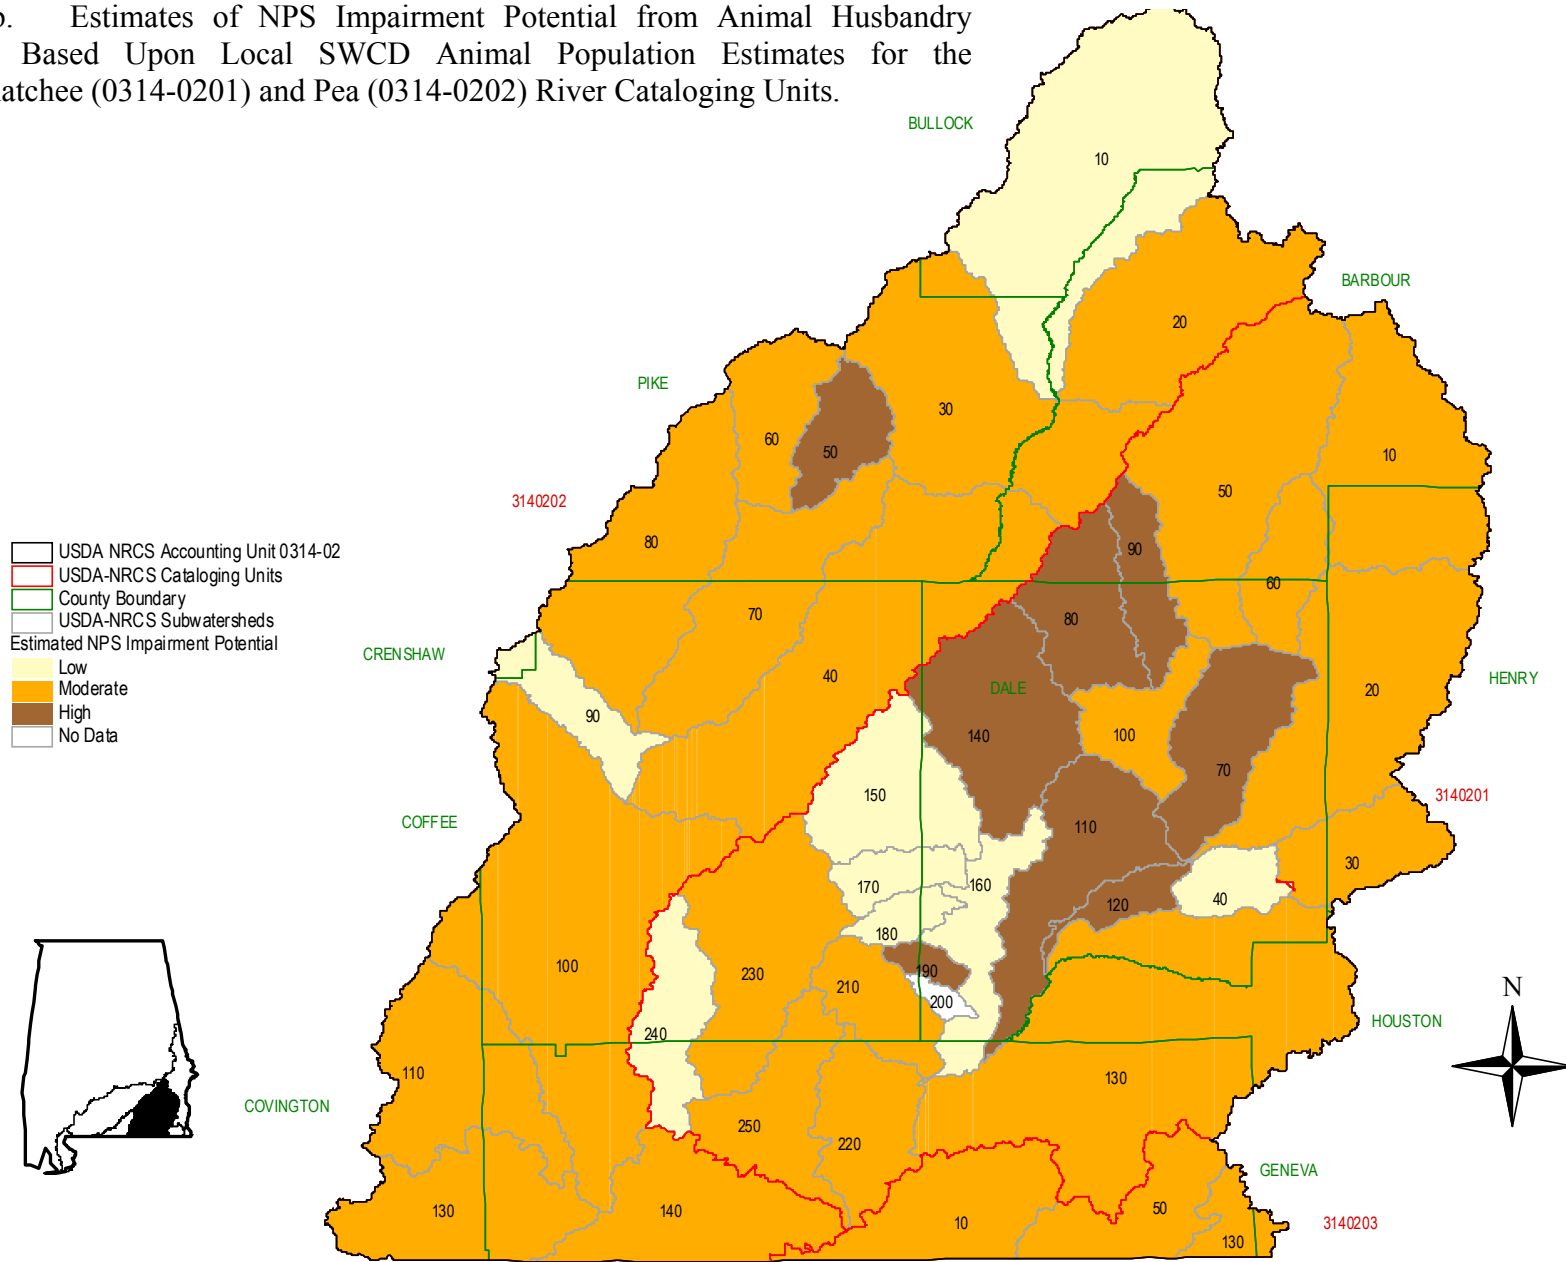 o. Estimates of NPS Impairment Potential from Animal Husbandry
Based Upon Local SWCD Animal Population Estimates for the
atchee (0314-0201) and Pea (0314-0202) River Cataloging Units.
BULLOCK
10
BARBOUR
20
PIKE
30
60
50
10
50
3140202
80
90
USDA NRCS Accounting Unit 0314-02
USDA-NRCS Cataloging Units
County Boundary
USDA-NRCS Subwatersheds
Estimated NPS Impairment Potential
Low
Moderate
High
No Data
60
70
80
CRENSHAW
40
DALE
20
HENRY
90
140
100
70
150
3140201
COFFEE
110
30
170
160
40
120
180
100
230
190
210
200
N
HOUSTON
240
110
130
COVINGTON
250
220
GENEVA
130
140
10
50
3140203
130